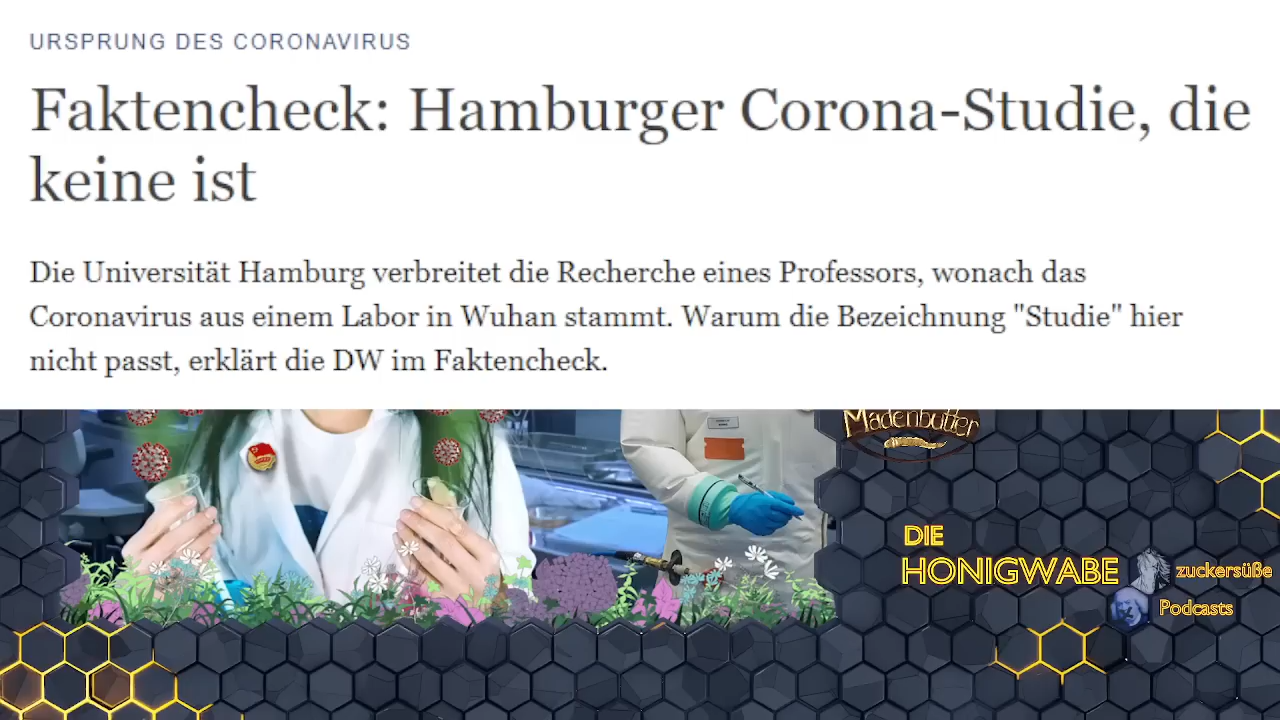 URSPRUNG DES CORONAVIRUS
Faktencheck: Hamburger Corona-Studie, die
keine ist
Die Universität Hamburg verbreitet die Recherche eines Professors, wonach das
Coronavirus aus einem Labor in Wuhan stammt. Warum die Bezeichnung "Studie" hier
nicht passt, erklärt die DW im Faktencheck.
Madenbutter
DIE
HONIGWABE
zuckersüße
Podcasts